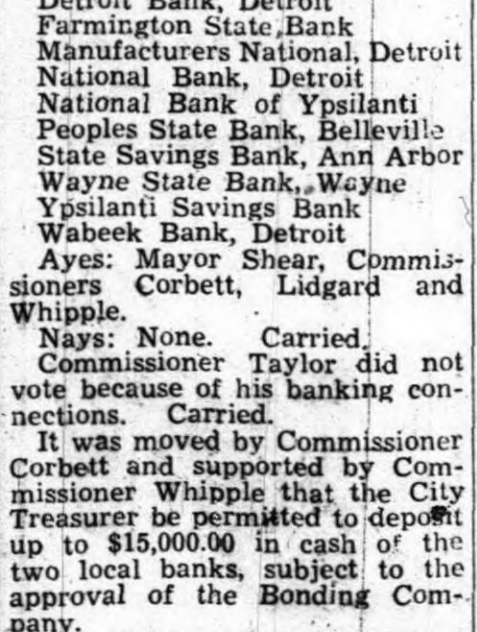 Detroit Bank, Detroit
Farmington State Bank
Manufacturers National, Detroit
National Bank, Detroit
National Bank of Ypsilanti
Peoples State Bank, Belleville
State Savings Bank, Ann Arbor
Wayne State Bank, Wayne
Ypsilanti Savings Bank
Wabeek Bank, Detroit
Ayes: Mayor Shear, Commis-
sioners Corbett, Lidgard and
Whipple.
Nays: None. Carried.
Commissioner Taylor did not
vote because of his banking con-
nections. Carried.
It was moved by Commissioner
Corbett and supported by Com-
missioner Whipple that the City
Treasurer be permitted to deposit
up to $15,000.00 in cash of the
two local banks, subject to the
approval of the Bonding Com-
pany.